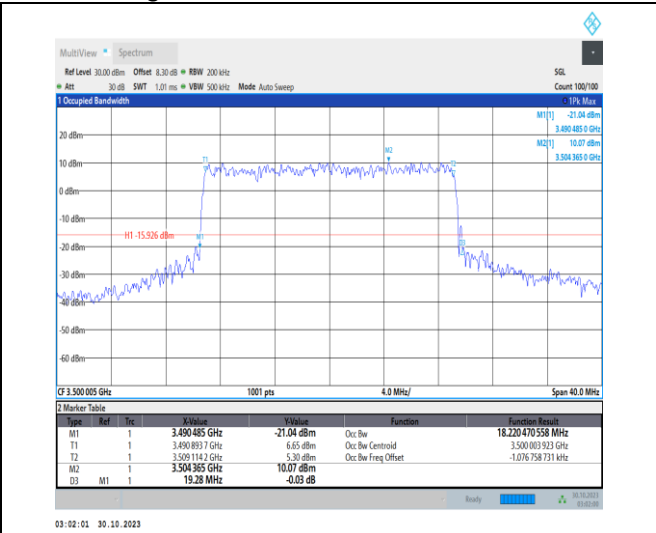 MultiView Spectrum
Ref Level 30.00 dBm Offset 8.30 dB RBW 200 kHz SGL
Att 30 dB SWT 1.01 ms VBW 500 kHz Mode Auto Sweep Count 100/100
1 Occupied Bandwidth 1Pk Max
M1[1] -21.04 dBm
3.490 485 0 GHz
20 dBm
M2[1] 10.07 dBm
3.504 365 0 GHz
T1 M2 T2
10 dBm
0 dBm
-10 dBm
H1 -15.926 dBm M1
-20 dBm
D3
-30 dBm
-40 dBm
-50 dBm
-60 dBm
CF 3.500 005 GHz 1001 pts 4.0 MHz/ Span 40.0 MHz
2 Marker Table
Type Ref Trc X-Value Y-Value Function Function Result
M1 1 3.490 485 GHz -21.04 dBm Occ Bw 18.220 470 558 MHz
T1 1 3.490 893 7 GHz 6.65 dBm Occ Bw Centroid 3.500 003 923 GHz
T2 1 3.509 114 2 GHz 5.30 dBm Occ Bw Freq Offset -1.076 758 731 kHz
M2 1 3.504 365 GHz 10.07 dBm
D3 M1 1 19.28 MHz -0.03 dB
Ready 30.10.2023
03:02:00
03:02:01 30.10.2023